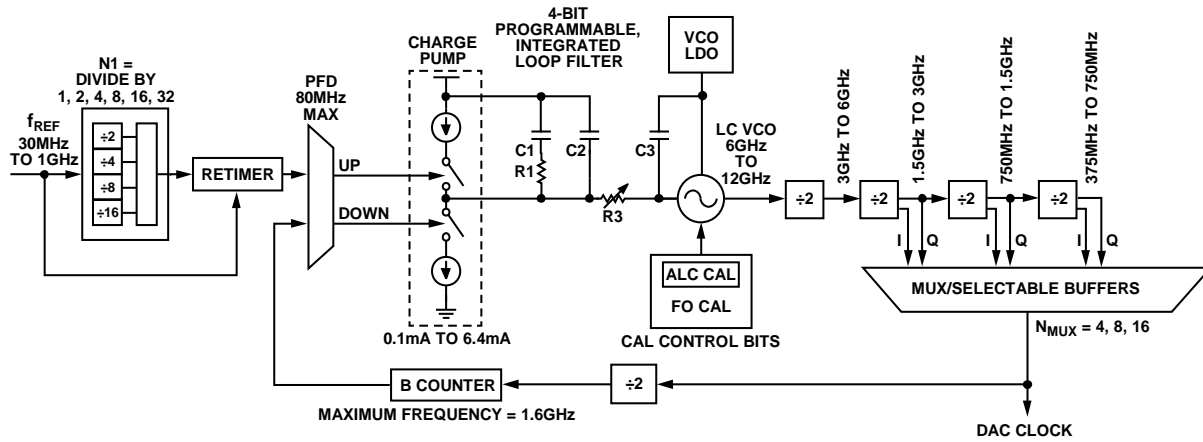 N1 =
DIVIDE BY
1, 2, 4, 8, 16, 32
fREF
30MHz
TO 1GHz
÷2
÷4
÷8
÷16
RETIMER
PFD
80MHz
MAX
UP
DOWN
CHARGE
PUMP
0.1mA TO 6.4mA
4-BIT
PROGRAMMABLE,
INTEGRATED
LOOP FILTER
C1
R1
C2
R3
C3
VCO
LDO
LC VCO
6GHz
TO
12GHz
ALC CAL
FO CAL
CAL CONTROL BITS
÷2
3GHz TO 6GHz
÷2
1.5GHz TO 3GHz
÷2
750MHz TO 1.5GHz
÷2
375MHz TO 750MHz
I
Q
I
Q
I
Q
MUX/SELECTABLE BUFFERS
NMUX = 4, 8, 16
÷2
B COUNTER
MAXIMUM FREQUENCY = 1.6GHz
DAC CLOCK